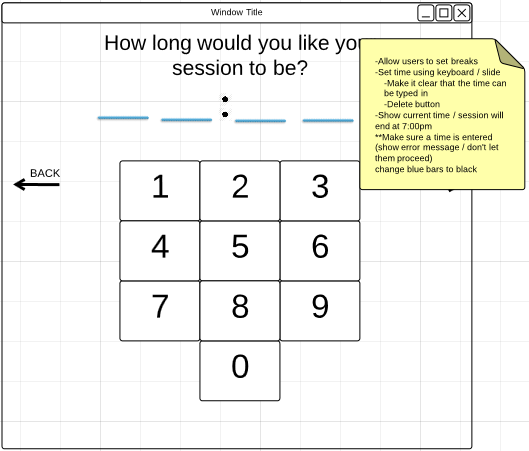 Window Title
How long would you like you
session to be?
:
-Allow users to set breaks
-Set time using keyboard / slide
-Make it clear that the time can
be typed in
-Delete button
-Show current time / session will
end at 7:00pm
**Make sure a time is entered
(show error message / don't let
them proceed)
change blue bars to black
BACK
1 2 3
4 5 6
7 8 9
0